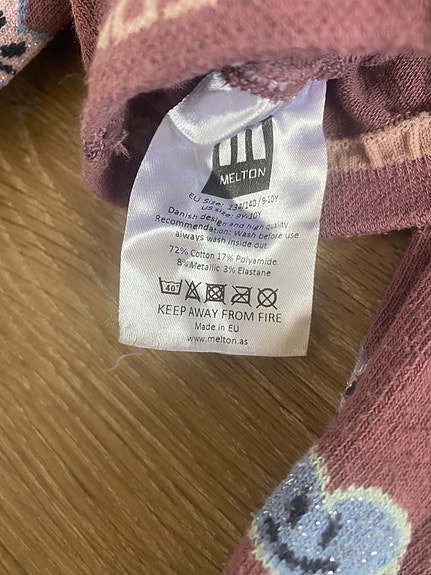 MELTON
EU Size: 134/140 / 9-10Y
US size: 9Y-10Y
Danish design and high quality
Recommendation: Wash before use
always wash inside out.
72% Cotton 17% Polyamide
8% Metallic 3% Elastane
40°
KEEP AWAY FROM FIRE
Made in EU
www.melton.as